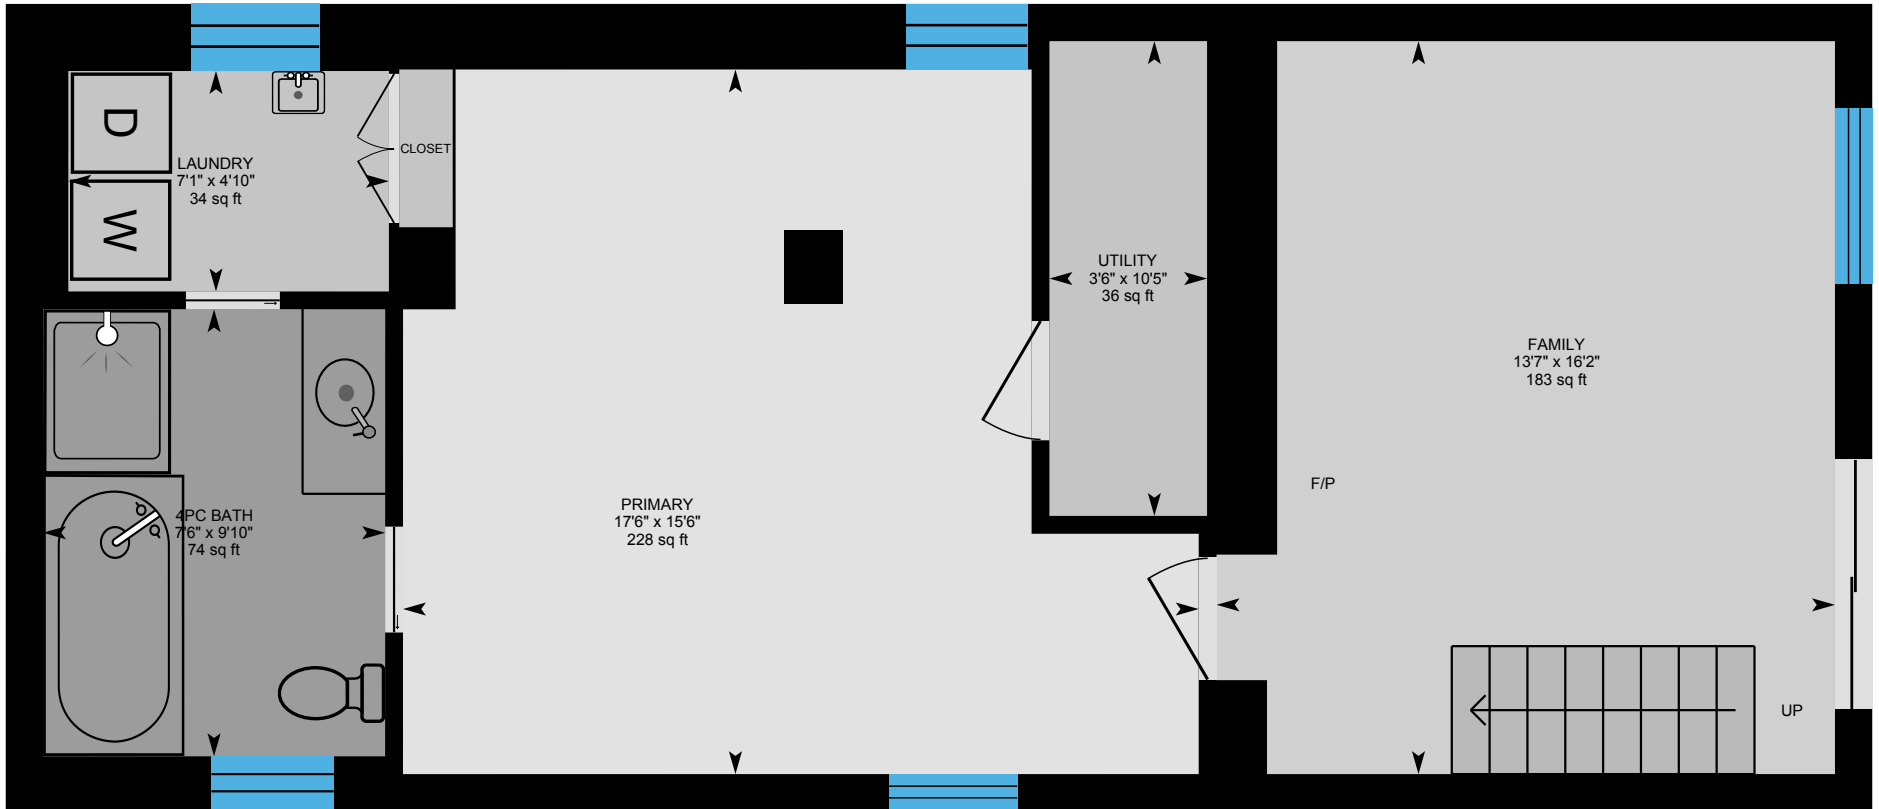 D
W
LAUNDRY
7'1" x 4'10"
34 sq ft
CLOSET
UTILITY
3'6" x 10'5"
36 sq ft
FAMILY
13'7" x 16'2"
183 sq ft
F/P
PRIMARY
17'6" x 15'6"
228 sq ft
4PC BATH
7'6" x 9'10"
74 sq ft
UP